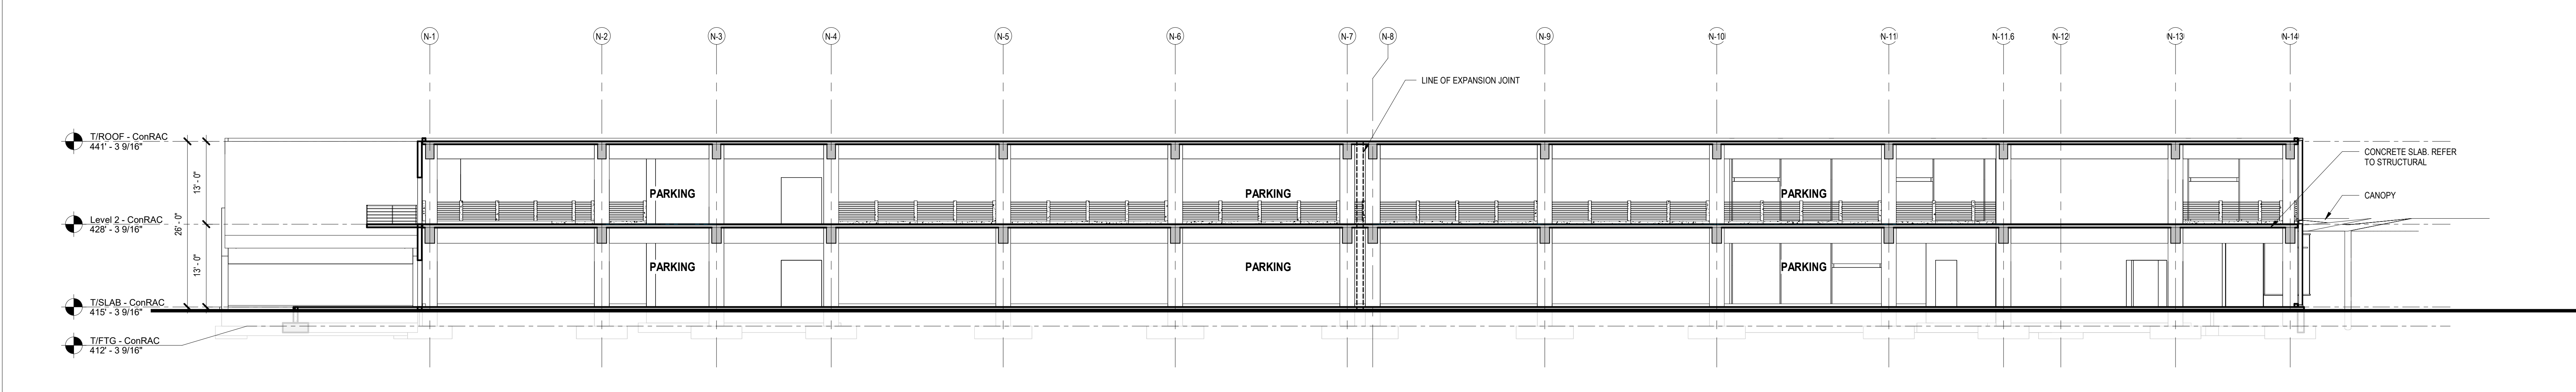 N-1
N-2
N-3
N-4
N-5
N-6
N-7
N-8
N-9
N-10
N-11
N-11.6
N-12
N-13
N-14
LINE OF EXPANSION JOINT
T/ROOF - ConRAC
441' - 3 9/16"
CONCRETE SLAB. REFER
TO STRUCTURAL
13' - 0"
PARKING
PARKING
PARKING
CANOPY
Level 2 - ConRAC
428' - 3 9/16"
26' - 0"
13' - 0"
PARKING
PARKING
PARKING
T/SLAB - ConRAC
415' - 3 9/16"
T/FTG - ConRAC
412' - 3 9/16"